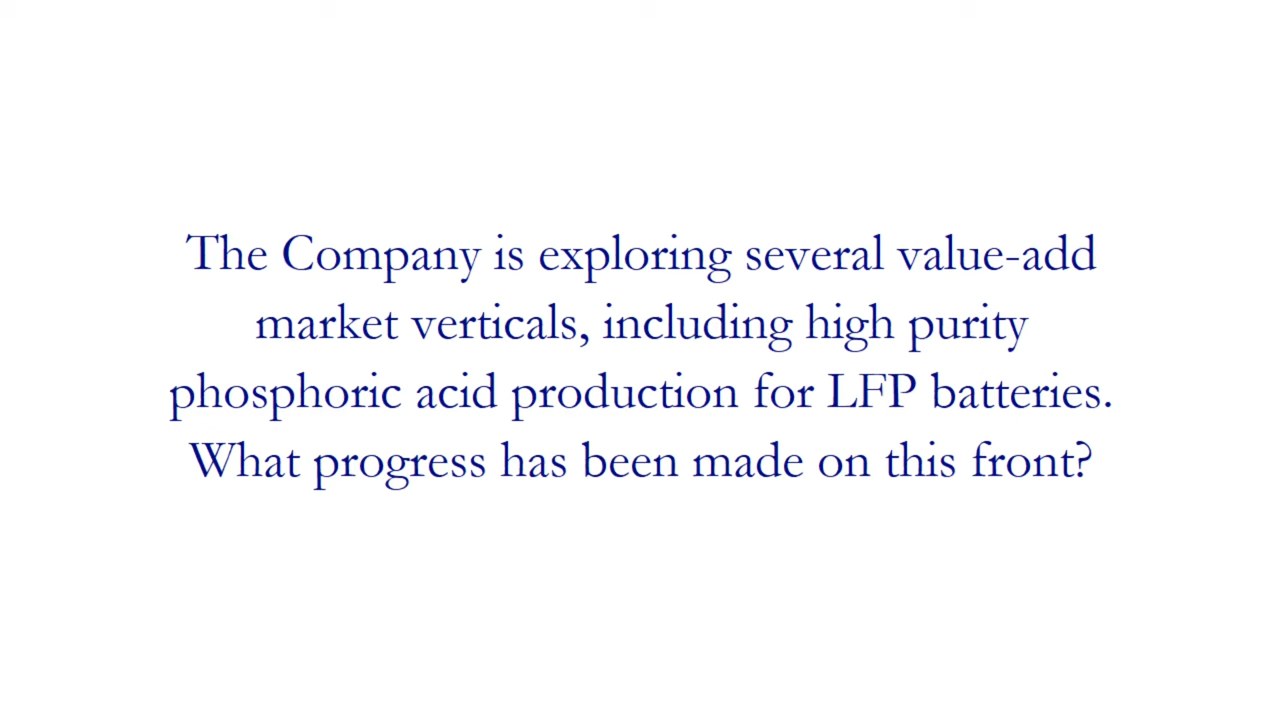 The Company is exploring several value-add
market verticals, including high purity
phosphoric acid production for LFP batteries.
What progress has been made on this front?